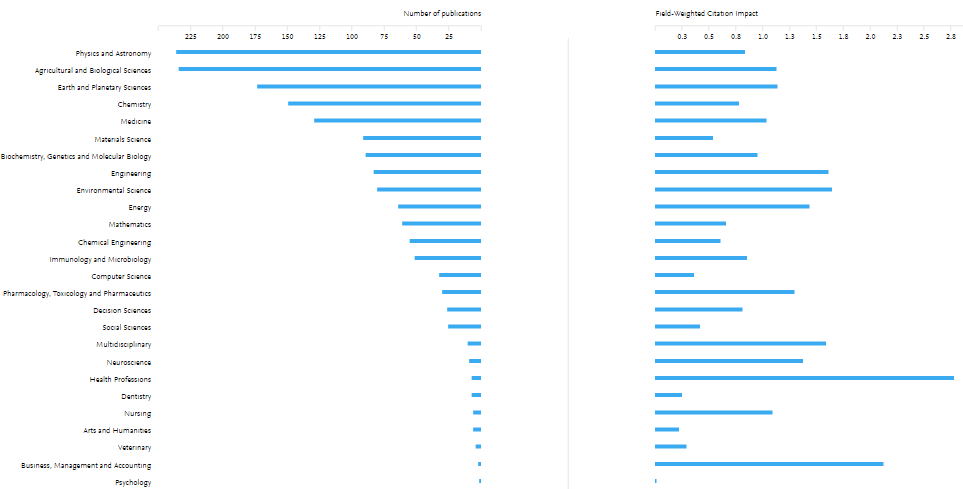 Number of publications
Field-Weighted Citation Impact
225 200 175 150 125 100 75 50 25
0.3 0.5 0.8 1.0 1.3 1.5 1.8 2.0 2.3 2.5 2.8
Physics and Astronomy
Agricultural and Biological Sciences
Earth and Planetary Sciences
Chemistry
Medicine
Materials Science
Biochemistry, Genetics and Molecular Biology
Engineering
Environmental Science
Energy
Mathematics
Chemical Engineering
Immunology and Microbiology
Computer Science
Pharmacology, Toxicology and Pharmaceutics
Decision Sciences
Social Sciences
Multidisciplinary
Neuroscience
Health Professions
Dentistry
Nursing
Arts and Humanities
Veterinary
Business, Management and Accounting
Psychology